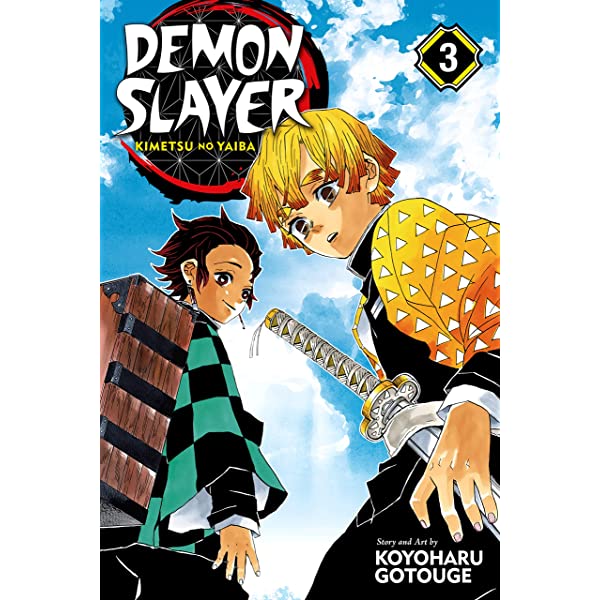 DEMON
SLAYER
KIMETSU NO YAIBA
3
Story and Art by
KOYOHARU
GOTOUGE